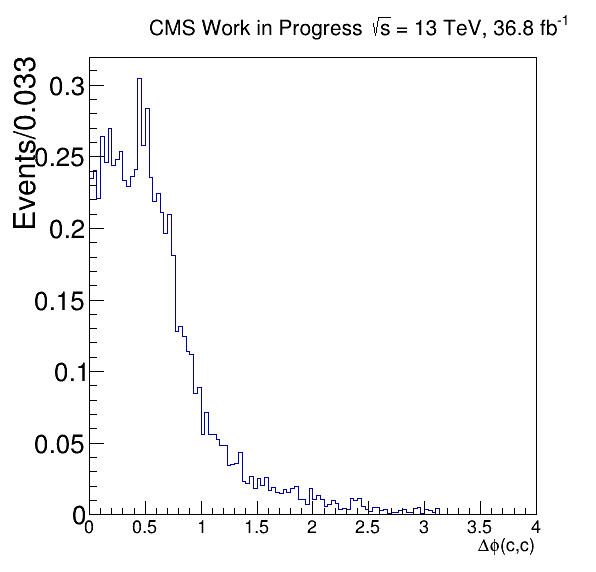 CMS Work in Progress √s = 13 TeV, 36.8 fb⁻¹
Events/0.033
0.3
0.25
0.2
0.15
0.1
0.05
0
0 0.5 1 1.5 2 2.5 3 3.5 4
Δϕ(c,c)